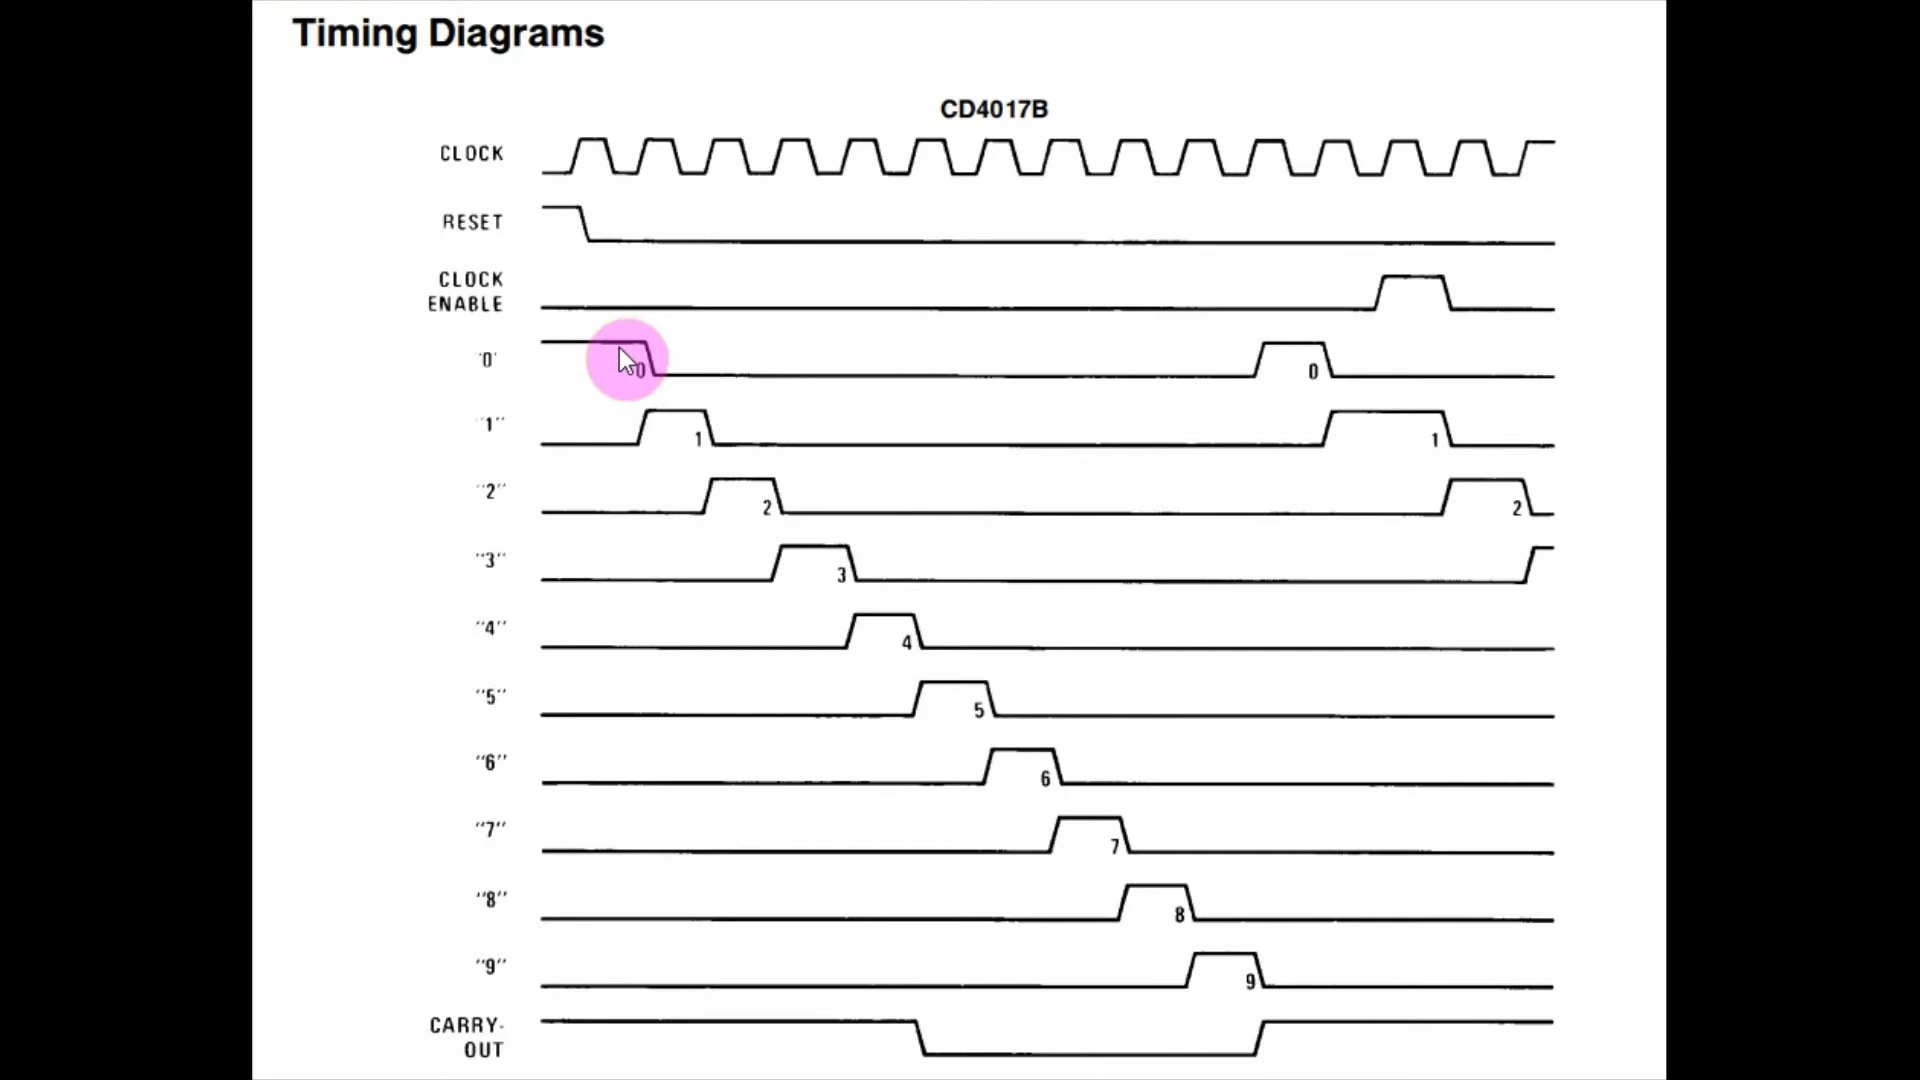 Timing Diagrams
CD4017B
CLOCK
RESET
CLOCK
ENABLE
"0"
0
0
"1"
1
1
"2"
2
2
"3"
3
"4"
4
"5"
5
"6"
6
"7"
7
"8"
8
"9"
9
CARRY-
OUT